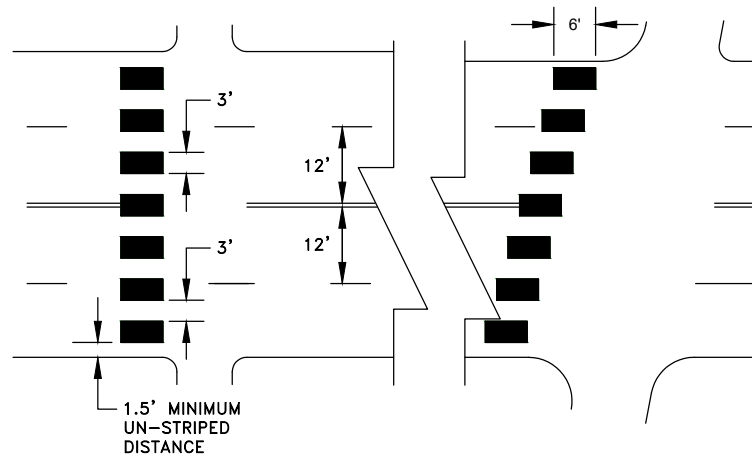 6'
3'
12'
3'
12'
1.5' MINIMUM
UN-STRIPED
DISTANCE